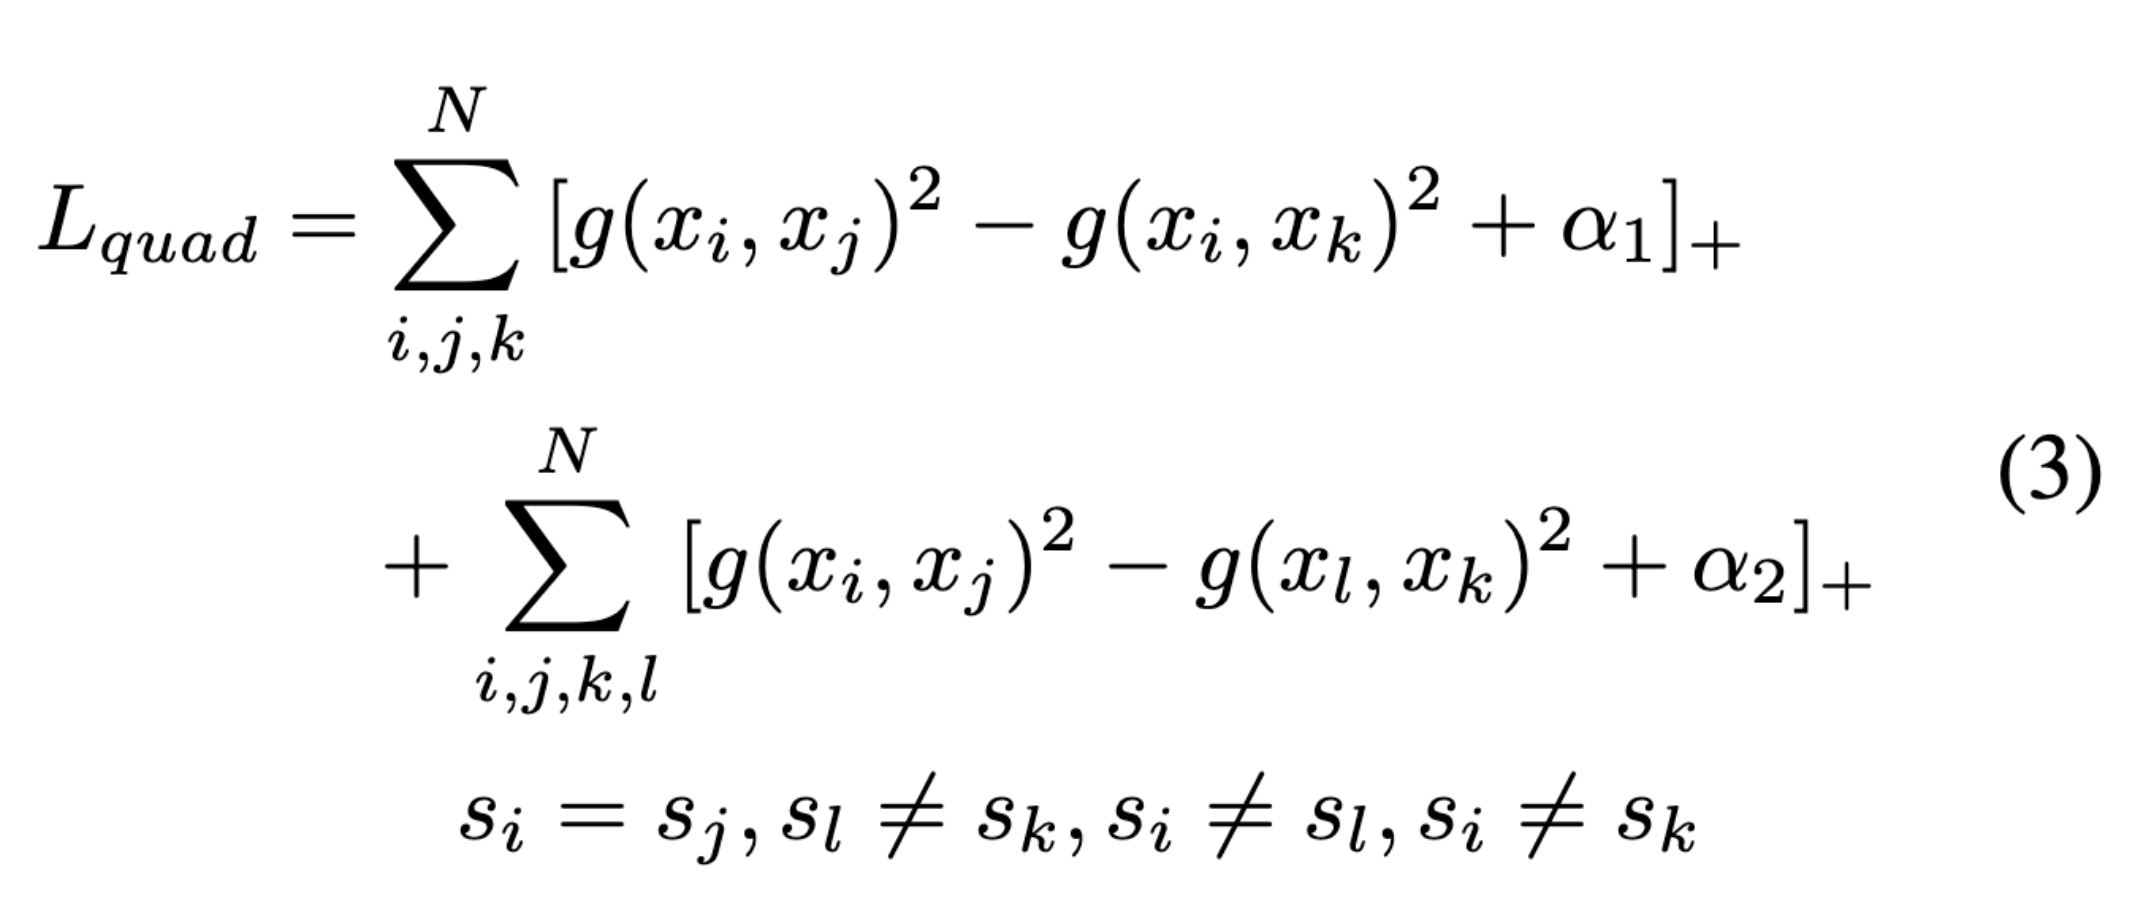 L_{quad} = \sum_{i,j,k}^{N} [g(x_i, x_j)^2 - g(x_i, x_k)^2 + \alpha_1]_+
+ \sum_{i,j,k,l}^{N} [g(x_i, x_j)^2 - g(x_l, x_k)^2 + \alpha_2]_+ (3)
s_i = s_j, s_l \neq s_k, s_i \neq s_l, s_i \neq s_k